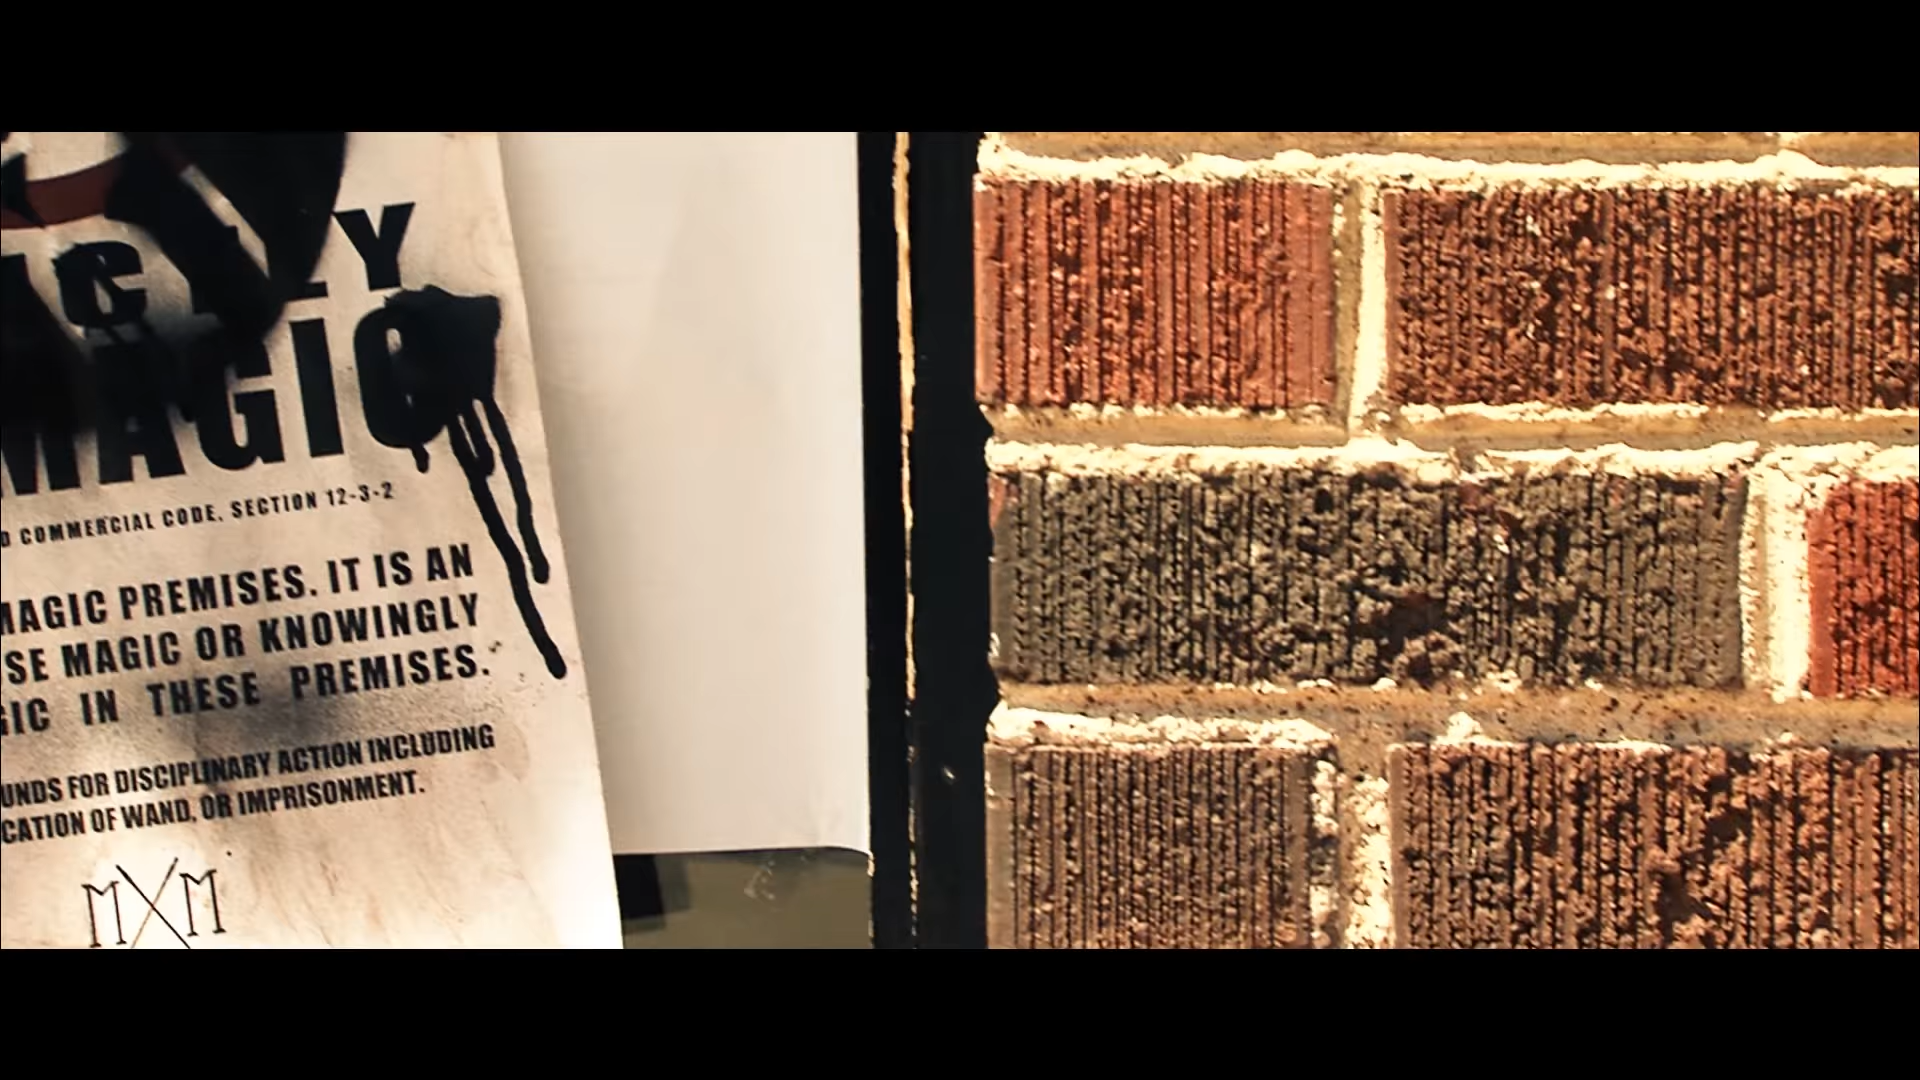 MAGIC
COMMERCIAL CODE, SECTION 12-3-2
MAGIC PREMISES. IT IS AN
SE MAGIC OR KNOWINGLY
GIC IN THESE PREMISES.
UNDS FOR DISCIPLINARY ACTION INCLUDING
CATION OF WAND, OR IMPRISONMENT.
MXM